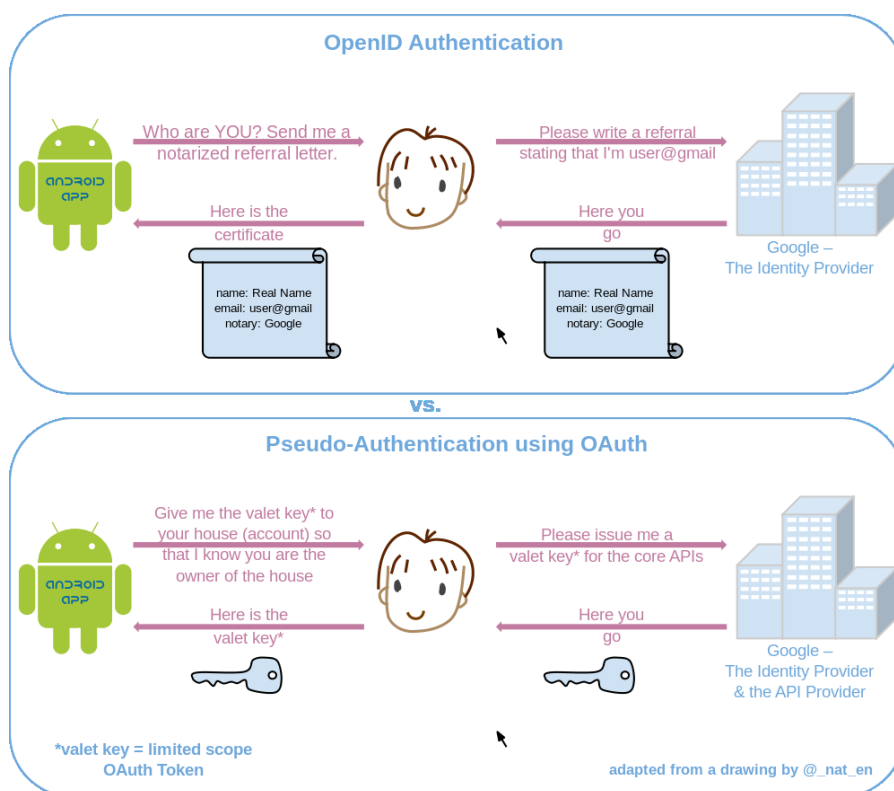 OpenID Authentication
Who are YOU? Send me a
notarized referral letter.
Please write a referral
stating that I'm user@gmail
ANDROID
APP
Here is the
certificate
Here you
go
Google –
The Identity Provider
name: Real Name
email: user@gmail
notary: Google
name: Real Name
email: user@gmail
notary: Google
vs.
Pseudo-Authentication using OAuth
Give me the valet key* to
your house (account) so
that I know you are the
owner of the house
Please issue me a
valet key* for the core APIs
ANDROID
APP
Here is the
valet key*
Here you
go
Google –
The Identity Provider
& the API Provider
*valet key = limited scope
OAuth Token
adapted from a drawing by @_nat_en